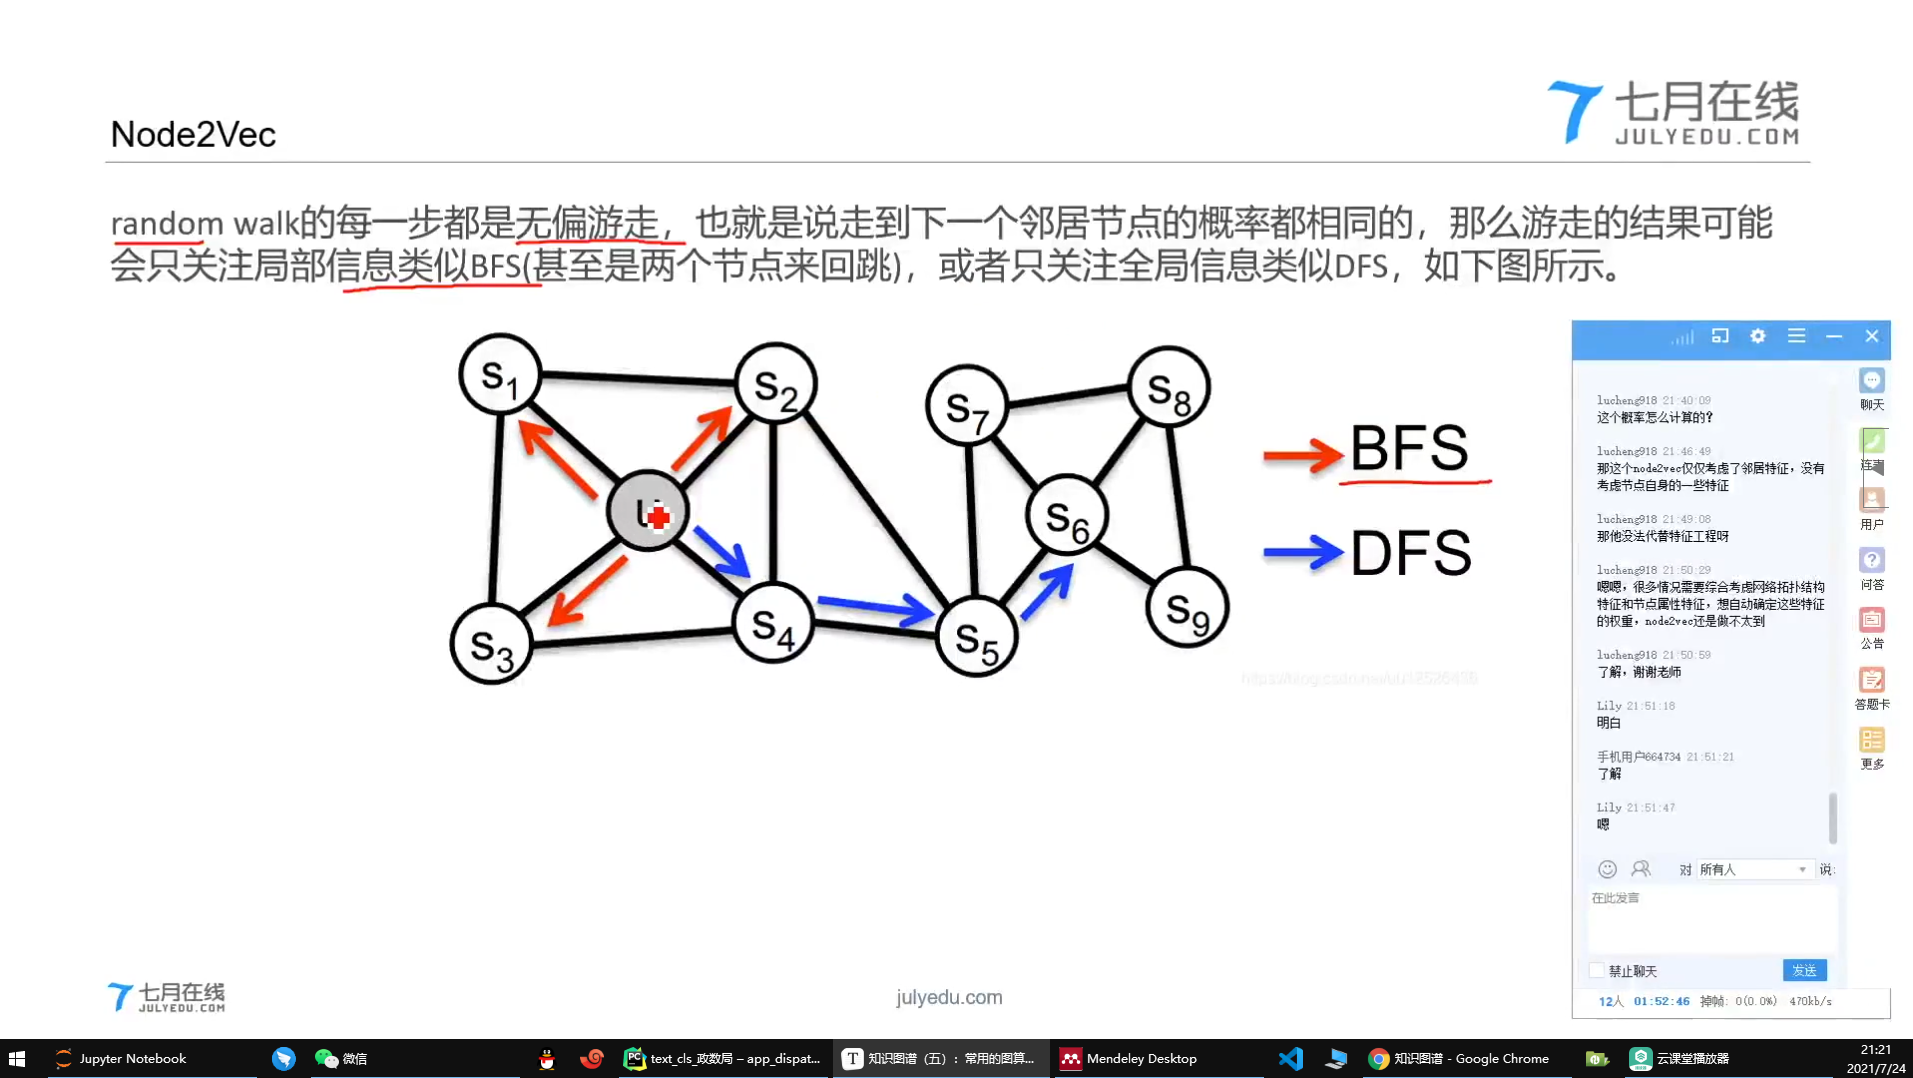 七月在线
JULYEDU.COM
Node2Vec
random walk的每一步都是无偏游走，也就是说走到下一个邻居节点的概率都相同的，那么游走的结果可能
会只关注局部信息类似BFS(甚至是两个节点来回跳)，或者只关注全局信息类似DFS，如下图所示。
s1
s2
s7
s8
BFS
u
s6
DFS
s3
s4
s5
s9
lucheng918 21:40:09
这个概率怎么计算的?
lucheng918 21:46:49
那这个node2vec仅仅考虑了邻居特征，没有
考虑节点自身的一些特征
lucheng918 21:49:08
那他没法代替特征工程呀
lucheng918 21:50:29
嗯嗯，很多情况需要综合考虑网络拓扑结构
特征和节点属性特征，想自动确定这些特征
的权重，node2vec还是做不太到
lucheng918 21:50:59
了解，谢谢老师
Lily 21:51:18
明白
手机用户664734 21:51:21
了解
Lily 21:51:47
嗯
聊天
用户
问答
公告
答题卡
更多
对 所有人 说:
在此发言
禁止聊天
发送
12人 01:52:46 掉帧: 0(0.0%) 470kb/s
七月在线
JULYEDU.COM
julyedu.com
Jupyter Notebook
微信
text_cls_政数局 – app_dispat...
知识图谱（五）：常用的图算...
Mendeley Desktop
知识图谱 - Google Chrome
云课堂播放器
21:21
2021/7/24